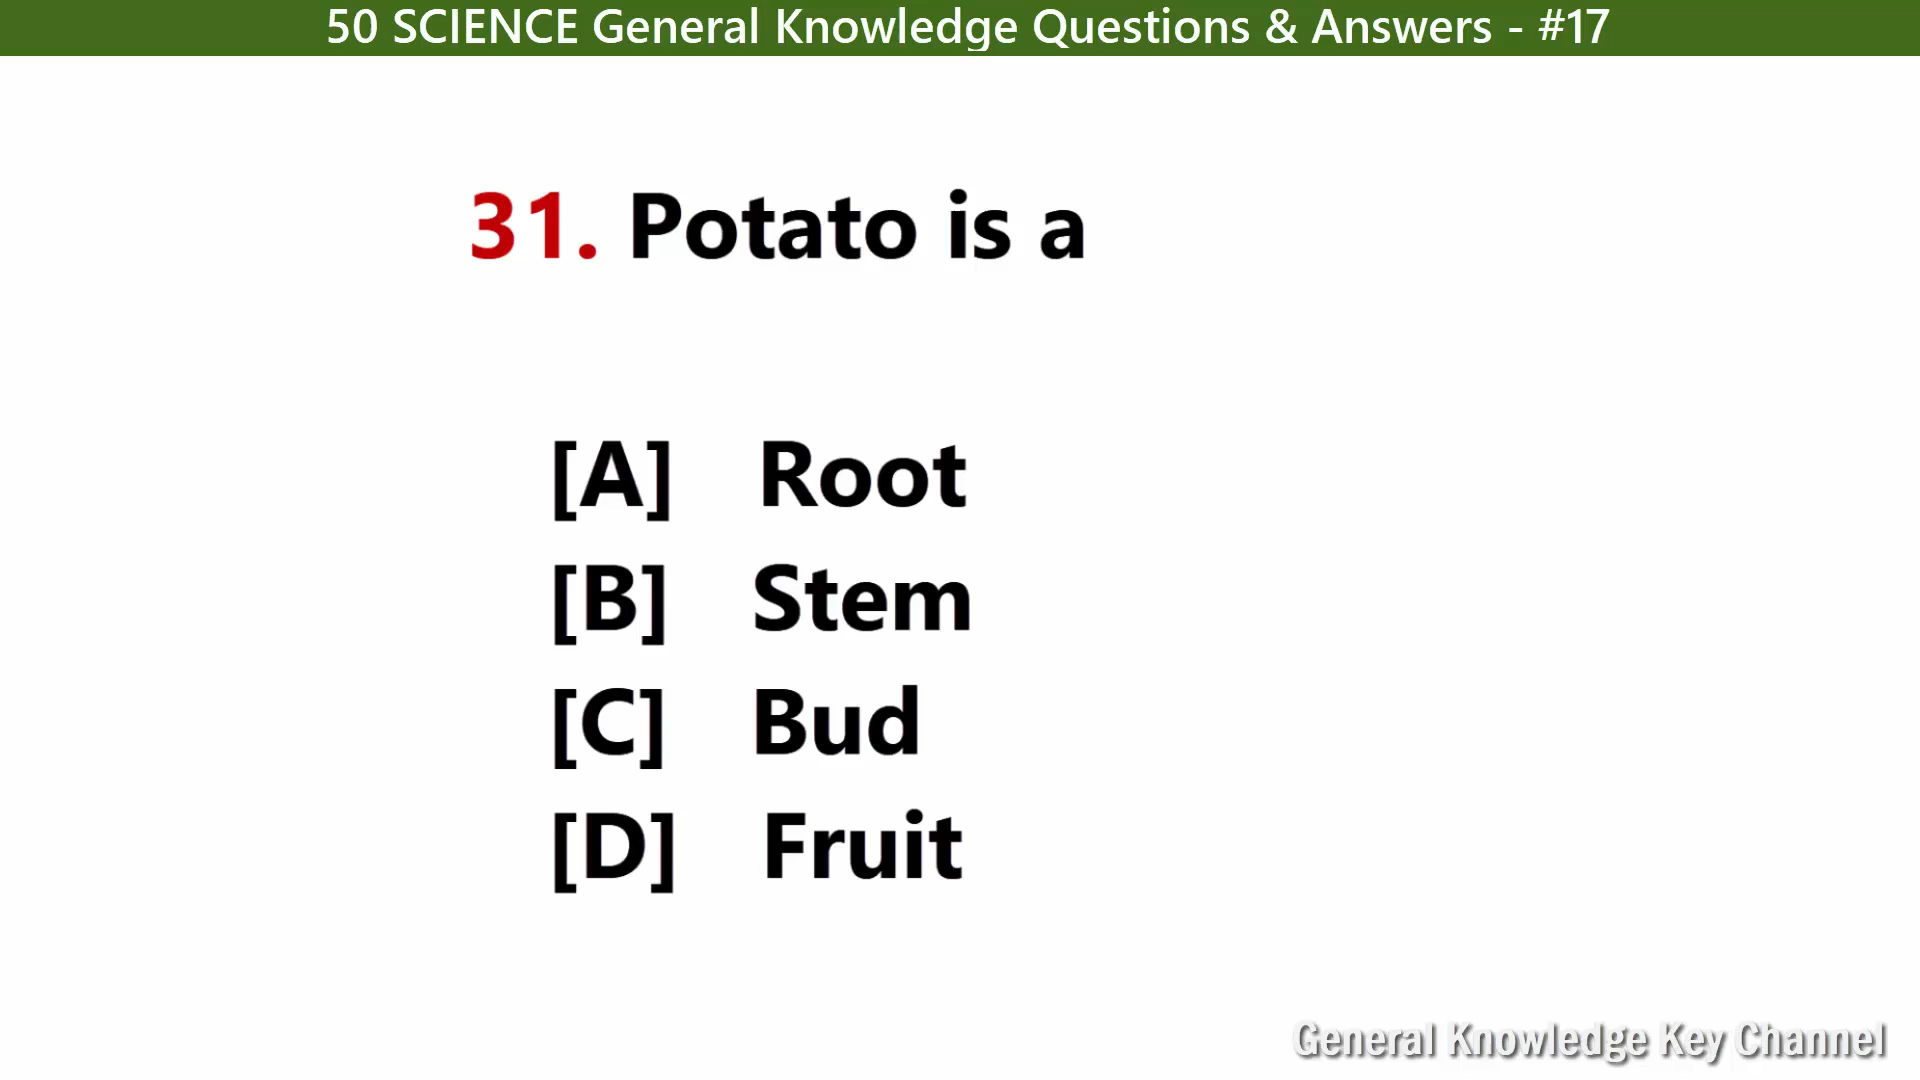 50 SCIENCE General Knowledge Questions & Answers - #17
31. Potato is a
[A] Root
[B] Stem
[C] Bud
[D] Fruit
General Knowledge Key Channel